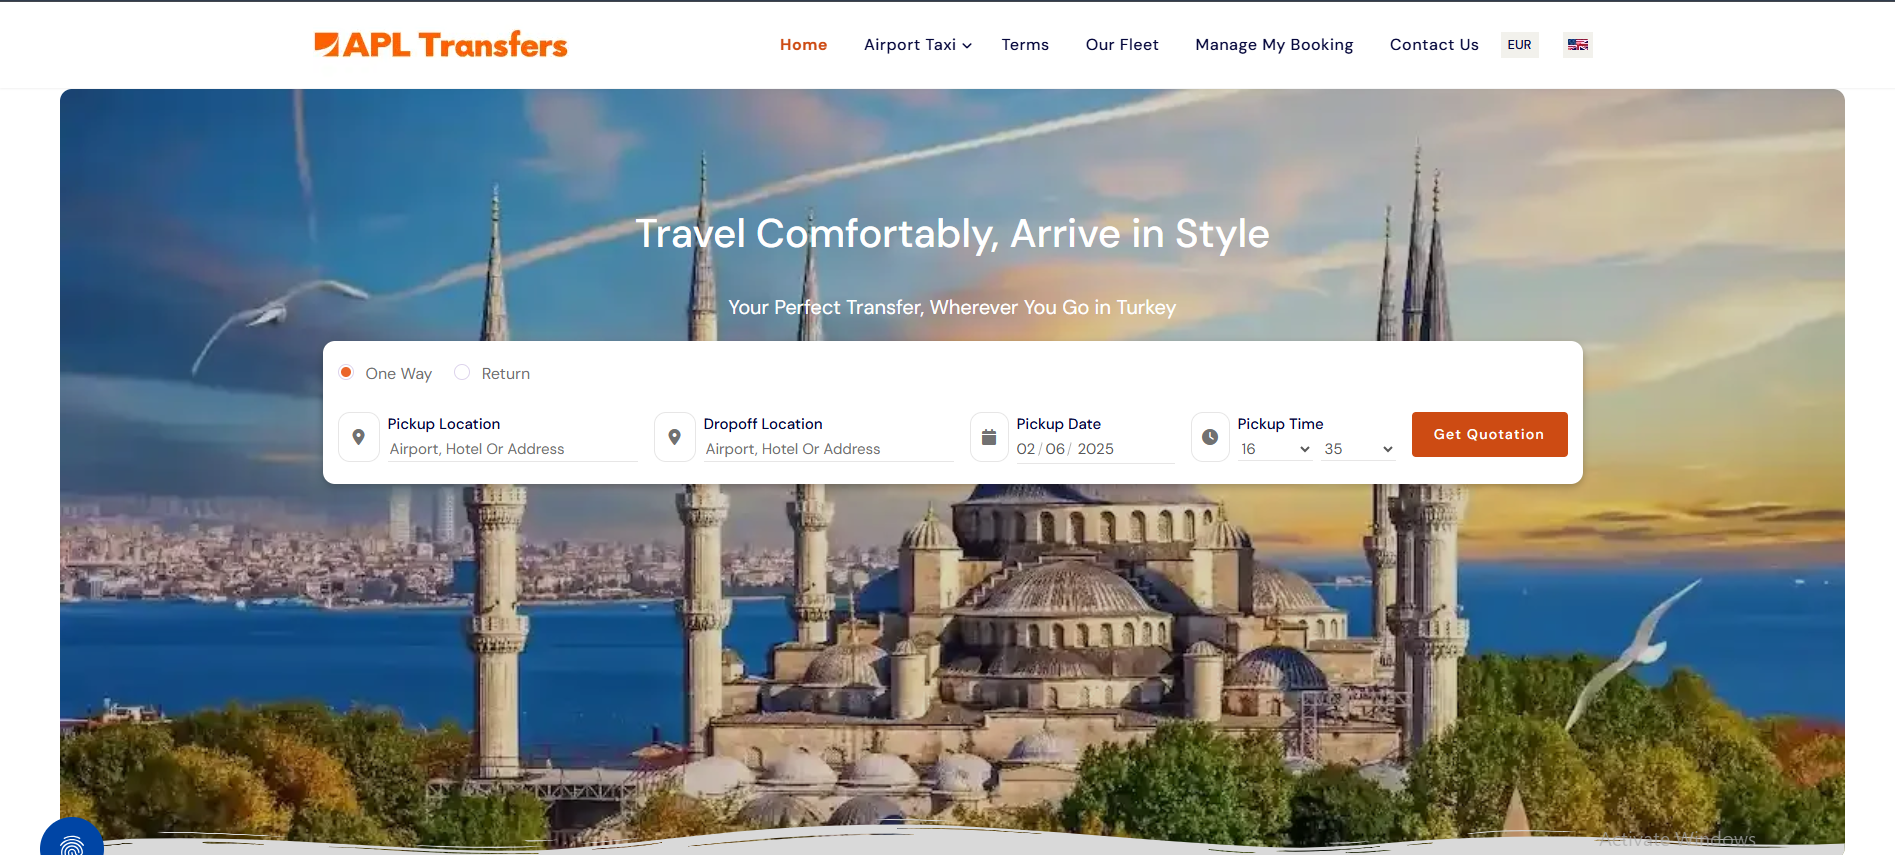 APL Transfers
Home Airport Taxi Terms Our Fleet Manage My Booking Contact Us EUR
Travel Comfortably, Arrive in Style
Your Perfect Transfer, Wherever You Go in Turkey
One Way Return
Pickup Location Dropoff Location Pickup Date Pickup Time
Airport, Hotel Or Address Airport, Hotel Or Address 02/06/ 2025 16 35
Get Quotation
Activate Windows